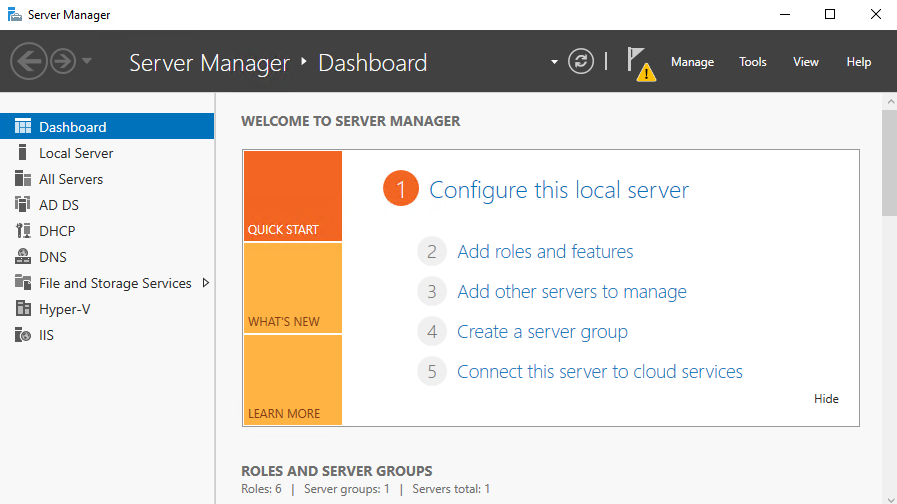 Server Manager
Server Manager ‣ Dashboard
Manage
Tools
View
Help
Dashboard
Local Server
All Servers
AD DS
DHCP
DNS
File and Storage Services
Hyper-V
IIS
WELCOME TO SERVER MANAGER
QUICK START
WHAT'S NEW
LEARN MORE
1 Configure this local server
2 Add roles and features
3 Add other servers to manage
4 Create a server group
5 Connect this server to cloud services
Hide
ROLES AND SERVER GROUPS
Roles: 6 | Server groups: 1 | Servers total: 1